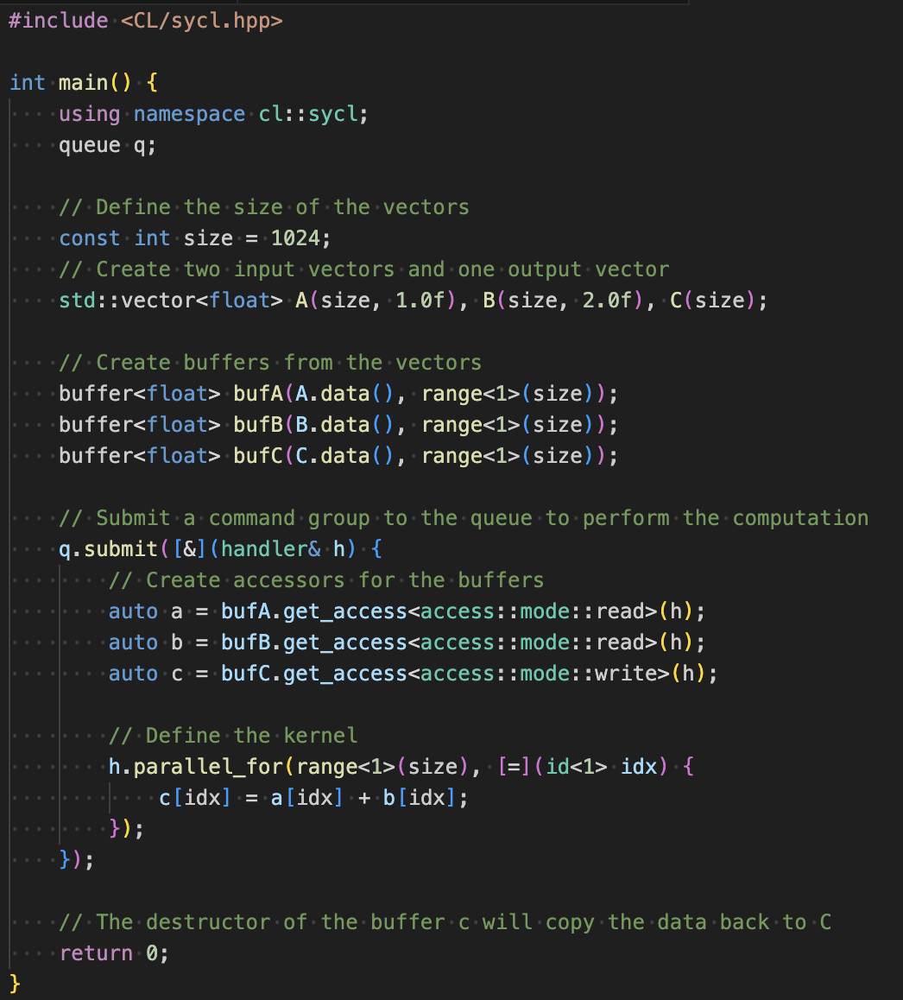 #include <CL/sycl.hpp>

int main() {
    using namespace cl::sycl;
    queue q;

    // Define the size of the vectors
    const int size = 1024;
    // Create two input vectors and one output vector
    std::vector<float> A(size, 1.0f), B(size, 2.0f), C(size);

    // Create buffers from the vectors
    buffer<float> bufA(A.data(), range<1>(size));
    buffer<float> bufB(B.data(), range<1>(size));
    buffer<float> bufC(C.data(), range<1>(size));

    // Submit a command group to the queue to perform the computation
    q.submit([&](handler& h) {
        // Create accessors for the buffers
        auto a = bufA.get_access<access::mode::read>(h);
        auto b = bufB.get_access<access::mode::read>(h);
        auto c = bufC.get_access<access::mode::write>(h);

        // Define the kernel
        h.parallel_for(range<1>(size), [=](id<1> idx) {
            c[idx] = a[idx] + b[idx];
        });
    });

    // The destructor of the buffer c will copy the data back to C
    return 0;
}